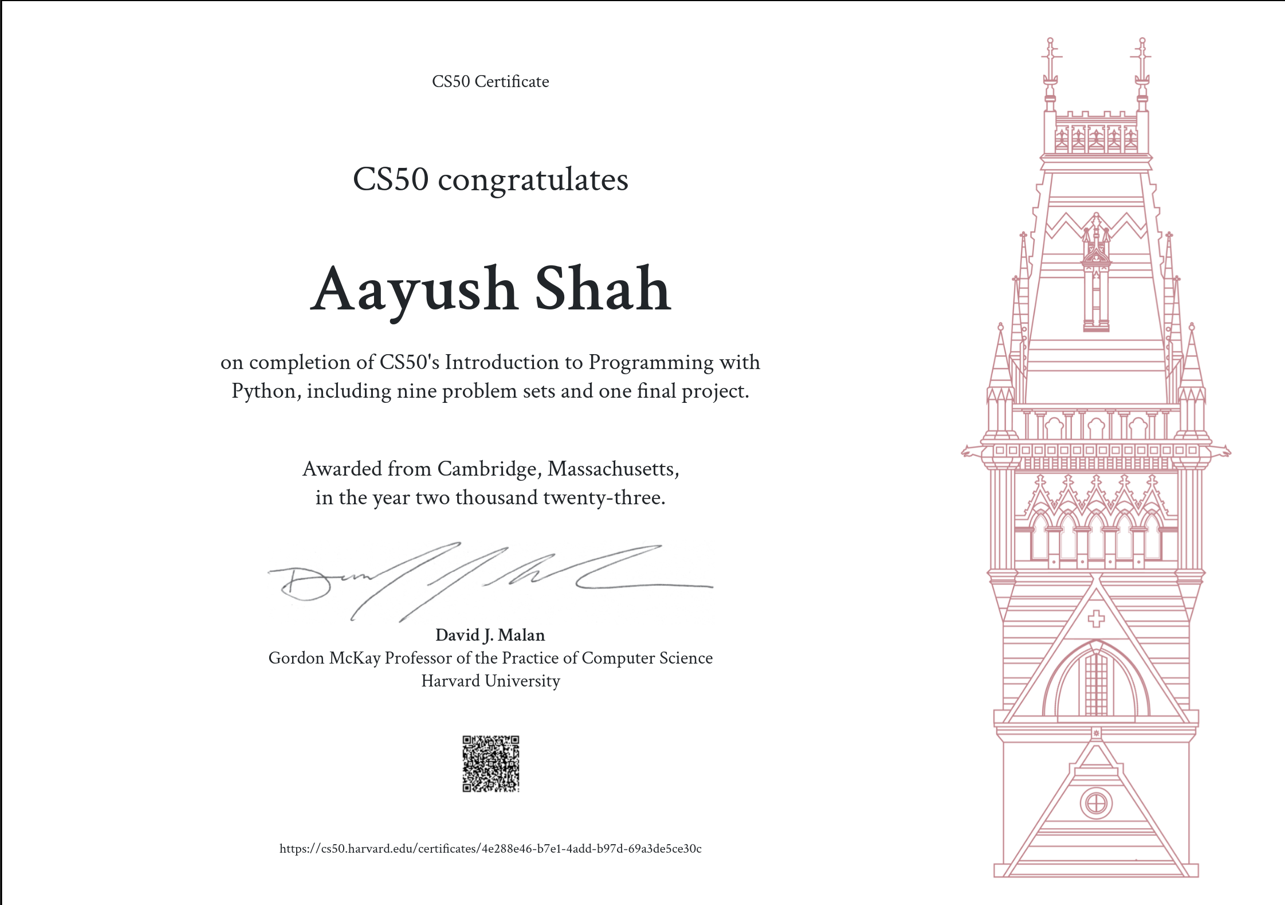 CS50 Certificate
CS50 congratulates
Aayush Shah
on completion of CS50's Introduction to Programming with
Python, including nine problem sets and one final project.
Awarded from Cambridge, Massachusetts,
in the year two thousand twenty-three.
David J. Malan
Gordon McKay Professor of the Practice of Computer Science
Harvard University
https://cs50.harvard.edu/certificates/4e288e46-b7e1-4add-b97d-69a3de5ce30c